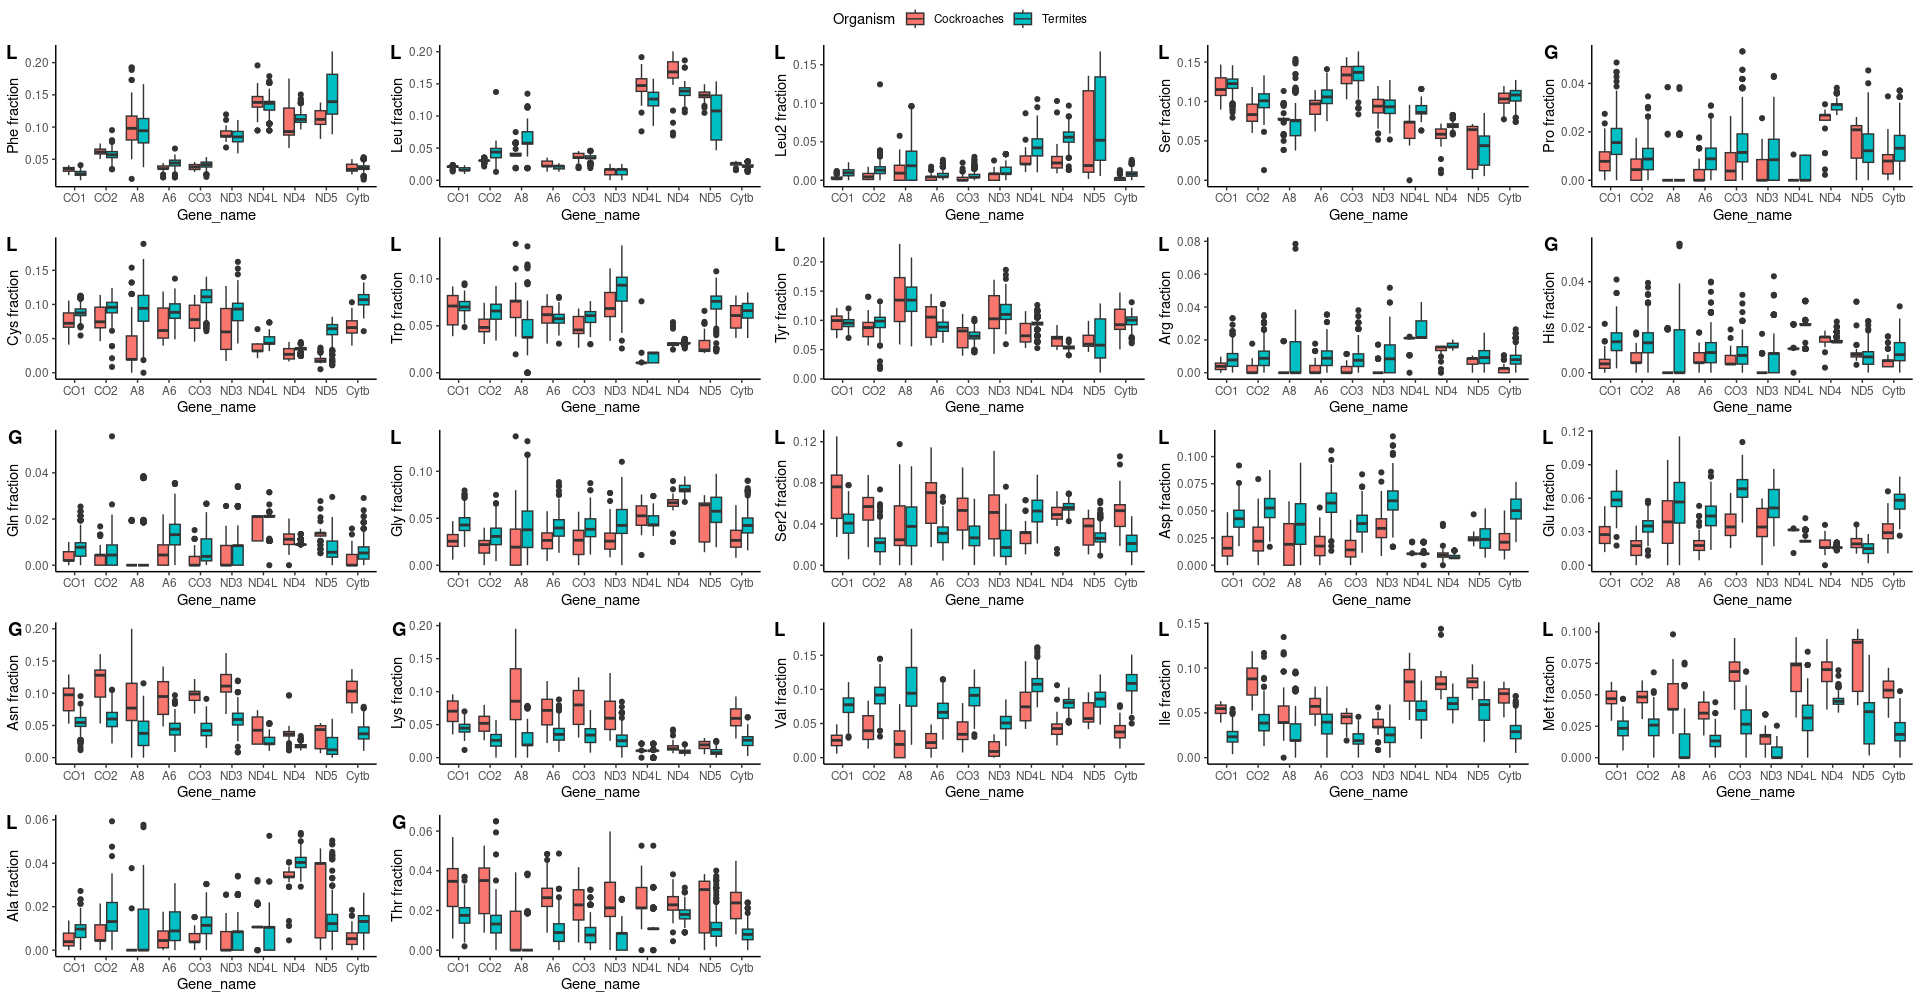 Organism Cockroaches Termites
L L L L G
Phe fraction Leu fraction Leu2 fraction Ser fraction Pro fraction
0.20 0.20 0.15 0.15 0.04
0.15 0.15 0.10 0.10 0.02
0.10 0.10 0.05 0.05 0.00
0.05 0.05 0.00 0.00
0.00
CO1 CO2 A8 A6 CO3 ND3 ND4L ND4 ND5 Cytb CO1 CO2 A8 A6 CO3 ND3 ND4L ND4 ND5 Cytb CO1 CO2 A8 A6 CO3 ND3 ND4L ND4 ND5 Cytb CO1 CO2 A8 A6 CO3 ND3 ND4L ND4 ND5 Cytb CO1 CO2 A8 A6 CO3 ND3 ND4L ND4 ND5 Cytb
Gene_name Gene_name Gene_name Gene_name Gene_name
L L L L G
Cys fraction Trp fraction Tyr fraction Arg fraction His fraction
0.15 0.10 0.20 0.08 0.04
0.10 0.05 0.15 0.06 0.02
0.05 0.00 0.10 0.04 0.00
0.00 0.05 0.02
0.00 0.00
CO1 CO2 A8 A6 CO3 ND3 ND4L ND4 ND5 Cytb CO1 CO2 A8 A6 CO3 ND3 ND4L ND4 ND5 Cytb CO1 CO2 A8 A6 CO3 ND3 ND4L ND4 ND5 Cytb CO1 CO2 A8 A6 CO3 ND3 ND4L ND4 ND5 Cytb CO1 CO2 A8 A6 CO3 ND3 ND4L ND4 ND5 Cytb
Gene_name Gene_name Gene_name Gene_name Gene_name
G L L L L
Gln fraction Gly fraction Ser2 fraction Asp fraction Glu fraction
0.04 0.10 0.12 0.100 0.12
0.02 0.05 0.08 0.075 0.09
0.00 0.00 0.04 0.050 0.06
0.00 0.025 0.03
0.000 0.00
CO1 CO2 A8 A6 CO3 ND3 ND4L ND4 ND5 Cytb CO1 CO2 A8 A6 CO3 ND3 ND4L ND4 ND5 Cytb CO1 CO2 A8 A6 CO3 ND3 ND4L ND4 ND5 Cytb CO1 CO2 A8 A6 CO3 ND3 ND4L ND4 ND5 Cytb CO1 CO2 A8 A6 CO3 ND3 ND4L ND4 ND5 Cytb
Gene_name Gene_name Gene_name Gene_name Gene_name
G G L L L
Asn fraction Lys fraction Val fraction Ile fraction Met fraction
0.20 0.20 0.15 0.15 0.100
0.15 0.15 0.10 0.10 0.075
0.10 0.10 0.05 0.05 0.050
0.05 0.05 0.00 0.00 0.025
0.00 0.00 0.000
CO1 CO2 A8 A6 CO3 ND3 ND4L ND4 ND5 Cytb CO1 CO2 A8 A6 CO3 ND3 ND4L ND4 ND5 Cytb CO1 CO2 A8 A6 CO3 ND3 ND4L ND4 ND5 Cytb CO1 CO2 A8 A6 CO3 ND3 ND4L ND4 ND5 Cytb CO1 CO2 A8 A6 CO3 ND3 ND4L ND4 ND5 Cytb
Gene_name Gene_name Gene_name Gene_name Gene_name
L G
Ala fraction Thr fraction
0.06 0.06
0.04 0.04
0.02 0.02
0.00 0.00
CO1 CO2 A8 A6 CO3 ND3 ND4L ND4 ND5 Cytb CO1 CO2 A8 A6 CO3 ND3 ND4L ND4 ND5 Cytb
Gene_name Gene_name